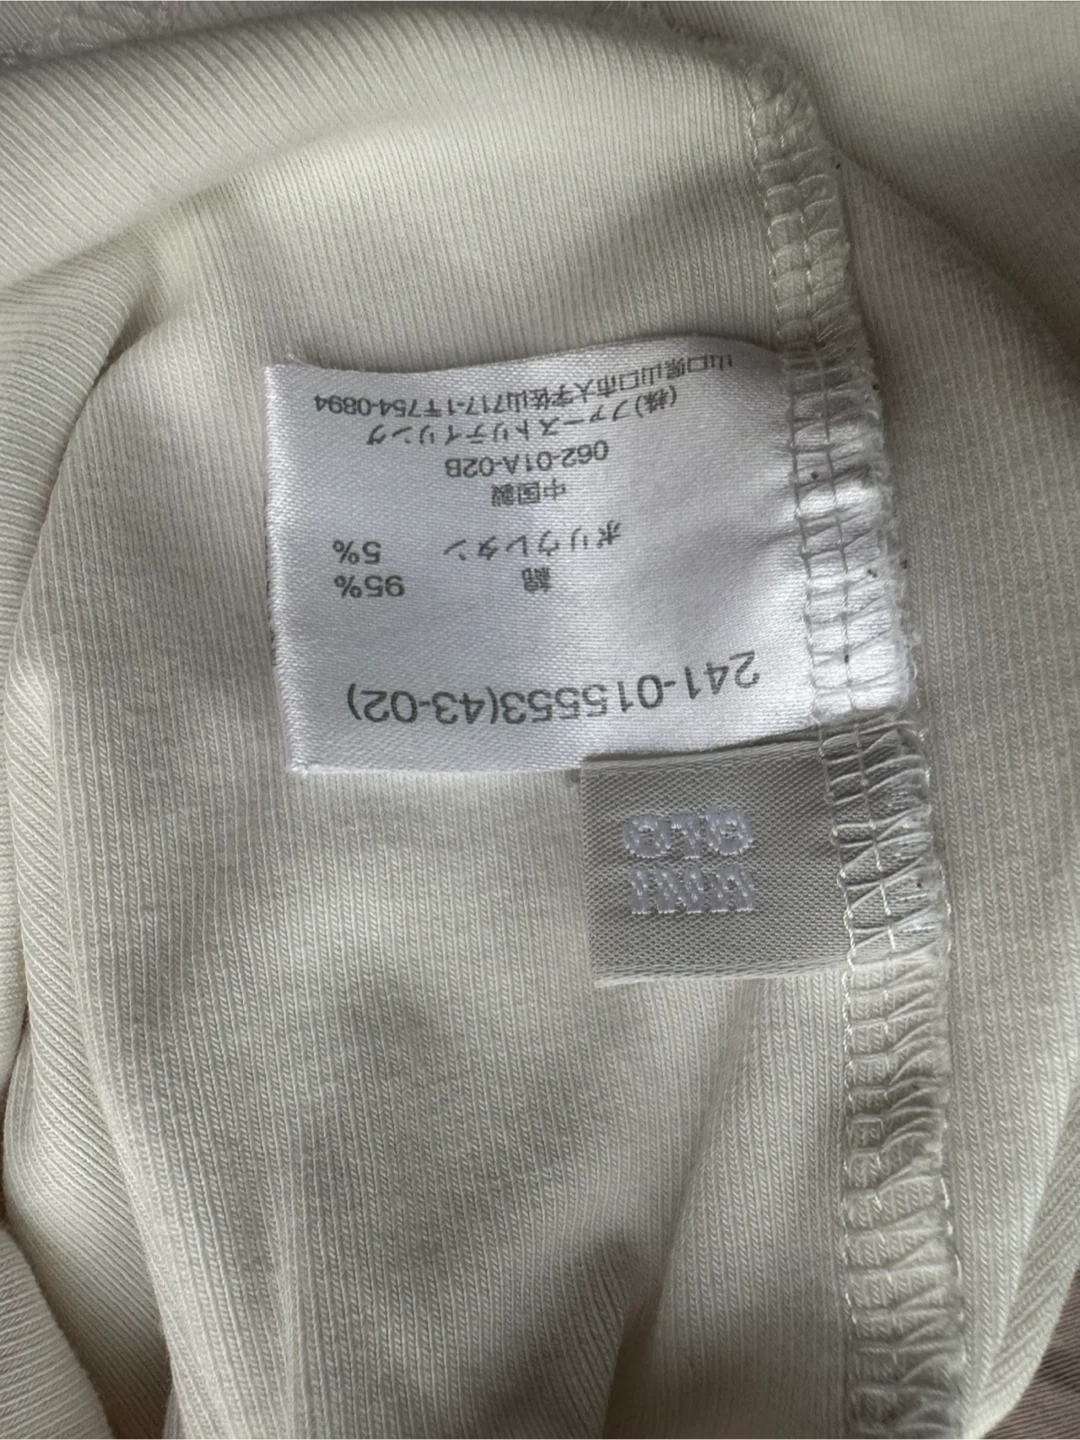 241-015553(43-02)
綿 95%
ポリウレタン 5%
中国製
062-01A-02B
(株)ファーストリテイリング
山口県山口市大字佐山717-1〒754-0894